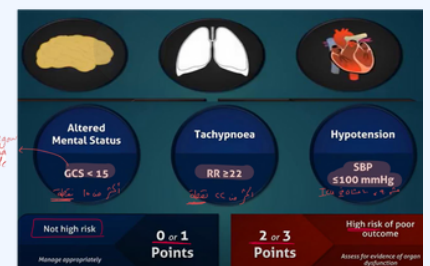 Altered
Mental Status
GCS < 15
Tachypnoea
RR ≥22
Hypotension
SBP
≤100 mmHg
Not high risk
Manage appropriately
0 or 1
Points
2 or 3
Points
High risk of poor
outcome
Assess for evidence of organ
dysfunction